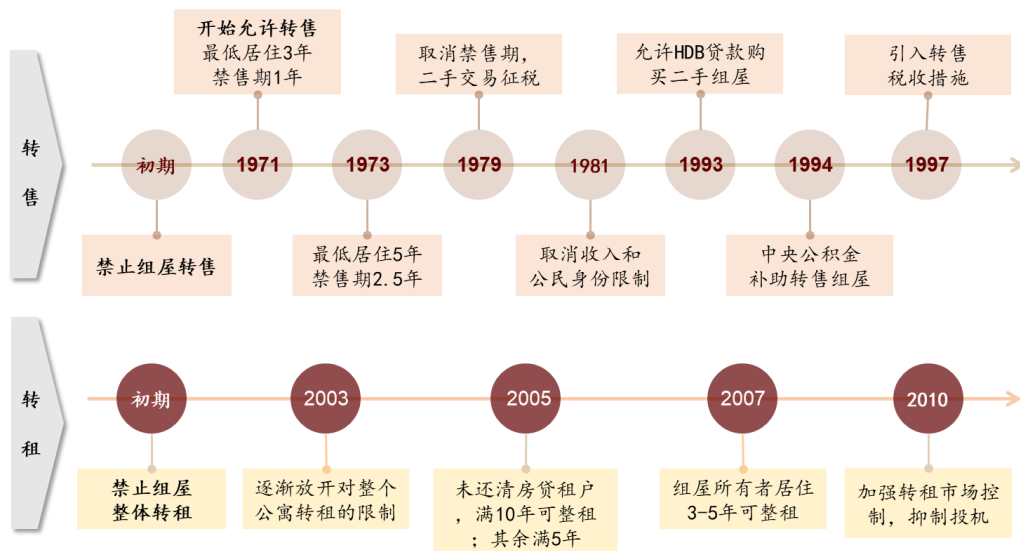 转
售
开始允许转售
最低居住3年
禁售期1年
取消禁售期,
二手交易征税
允许HDB贷款购
买二手组屋
引入转售
税收措施
初期
1971
1973
1979
1981
1993
1994
1997
禁止组屋转售
最低居住5年
禁售期2.5年
取消收入和
公民身份限制
中央公积金
补助转售组屋
转
租
初期
2003
2005
2007
2010
禁止组屋
整体转租
逐渐放开对整个
公寓转租的限制
未还清房贷租户
，满10年可整租
；其余满5年
组屋所有者居住
3-5年可整租
加强转租市场控
制，抑制投机